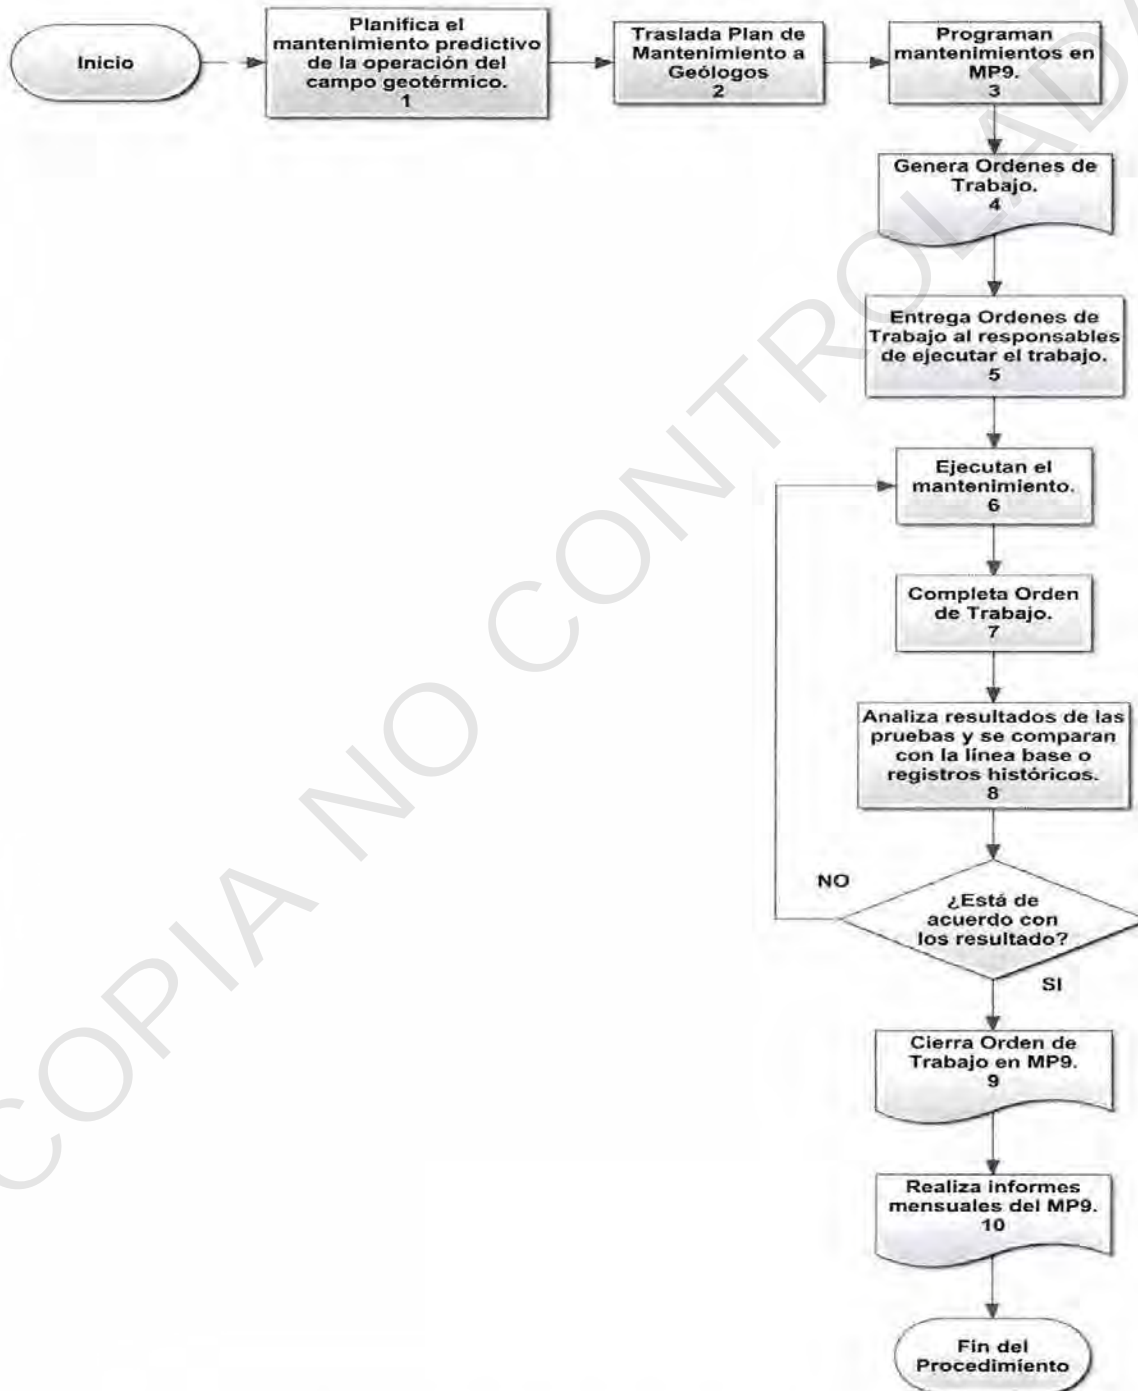 Inicio
Planifica el
mantenimiento predictivo
de la operación del
campo geotérmico.
1
Traslada Plan de
Mantenimiento a
Geólogos
2
Programan
mantenimientos en
MP9.
3
Genera Ordenes de
Trabajo.
4
Entrega Ordenes de
Trabajo al responsables
de ejecutar el trabajo.
5
Ejecutan el
mantenimiento.
6
Completa Orden
de Trabajo.
7
Analiza resultados de las
pruebas y se comparan
con la línea base o
registros históricos.
8
NO
¿Está de
acuerdo con
los resultado?
SI
Cierra Orden de
Trabajo en MP9.
9
Realiza informes
mensuales del MP9.
10
Fin del
Procedimiento
COPIA NO CONTROLADA